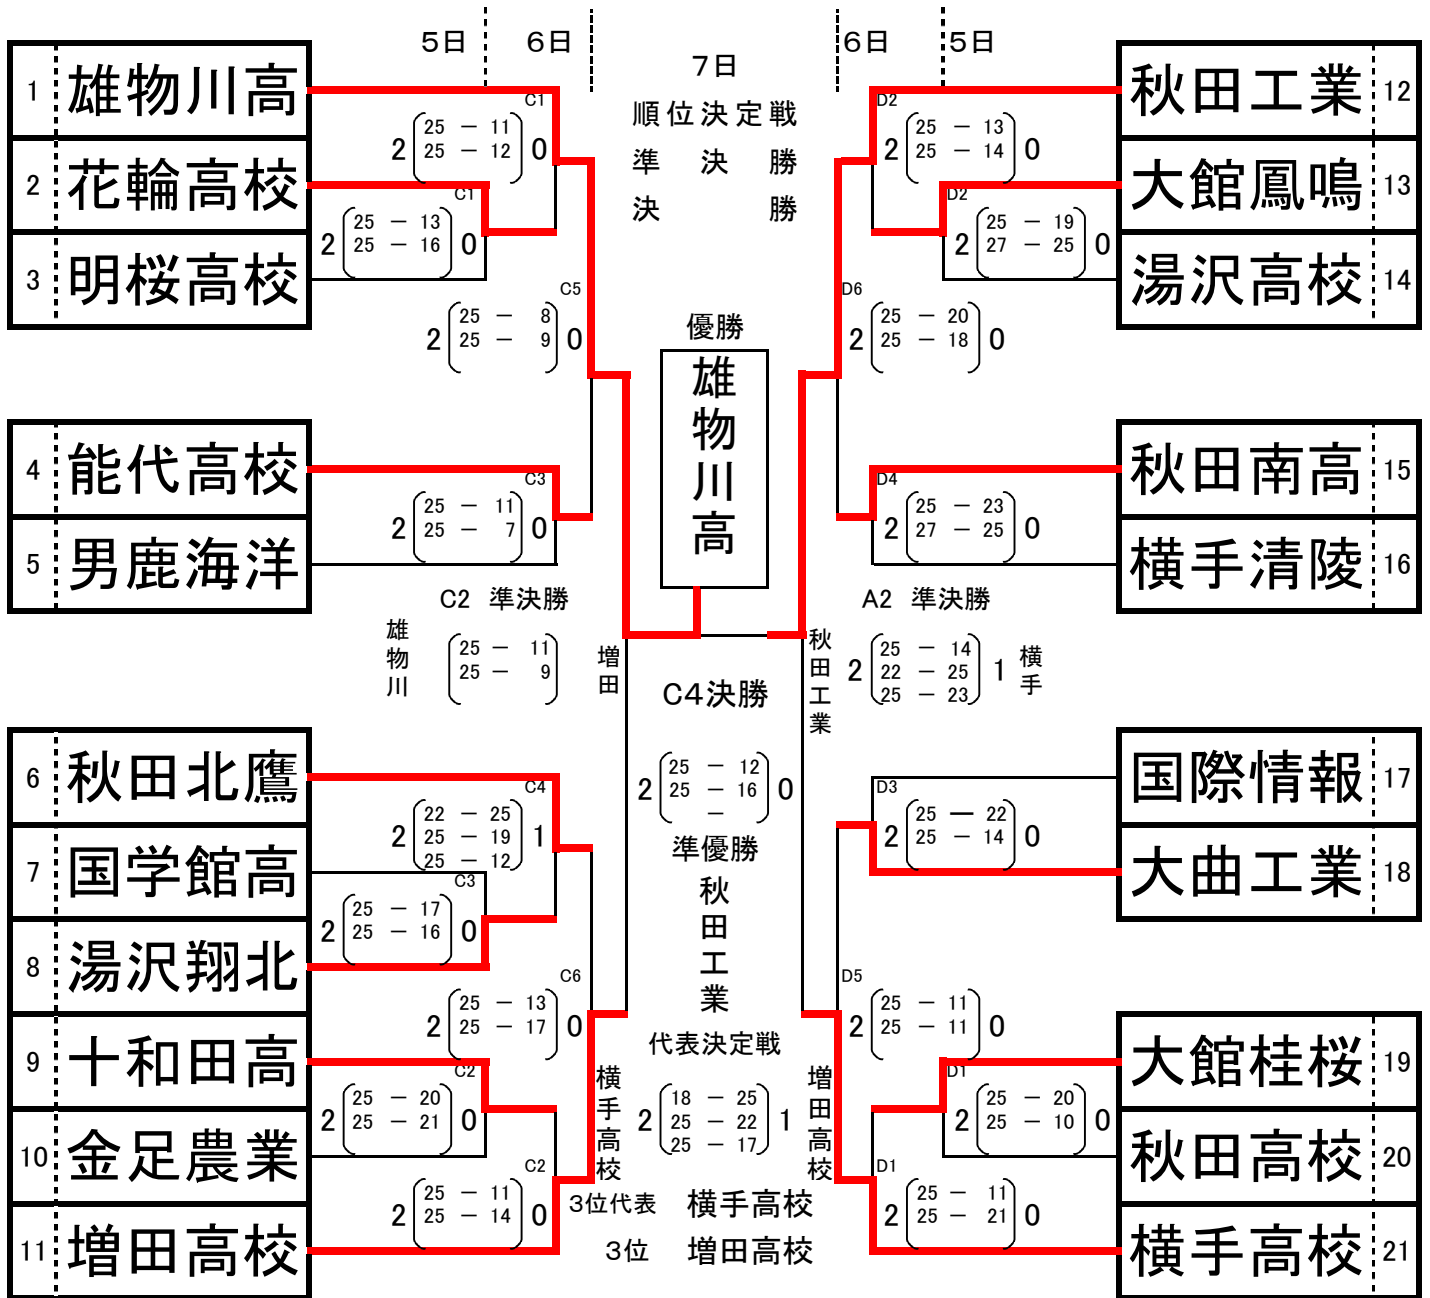 5日 6日 7日 6日 5日
順位決定戦
準決勝
決勝
1 雄物川高
2 花輪高校
3 明桜高校
C1
2 25 － 11 0
25 － 12
C1
2 25 － 13 0
25 － 16
C5
2 25 － 8 0
25 － 9
4 能代高校
5 男鹿海洋
C3
2 25 － 11 0
25 － 7
C2 準決勝
雄物川
25 － 11
25 － 9
増田
6 秋田北鷹
7 国学館高
8 湯沢翔北
C4
2 22 － 25 1
25 － 19
25 － 12
C3
2 25 － 17 0
25 － 16
C6
2 25 － 13 0
25 － 17
9 十和田高
10 金足農業
11 増田高校
C2
2 25 － 20 0
25 － 21
C2
2 25 － 11 0
25 － 14
優勝
雄物川高
C4決勝
2 25 － 12 0
25 － 16
－
準優勝
秋田工業
代表決定戦
横手高校
2 18 － 25 1
25 － 22
25 － 17
増田高校
3位代表 横手高校
3位 増田高校
秋田工業 12
大館鳳鳴 13
湯沢高校 14
D2
2 25 － 13 0
25 － 14
D2
2 25 － 19 0
27 － 25
D6
2 25 － 20 0
25 － 18
秋田南高 15
横手清陵 16
D4
2 25 － 23 0
27 － 25
A2 準決勝
秋田工業
2 25 － 14 1
22 － 25
25 － 23
横手
国際情報 17
大曲工業 18
D3
2 25 － 22 0
25 － 14
D5
2 25 － 11 0
25 － 11
大館桂桜 19
秋田高校 20
横手高校 21
D1
2 25 － 20 0
25 － 10
D1
2 25 － 11 0
25 － 21